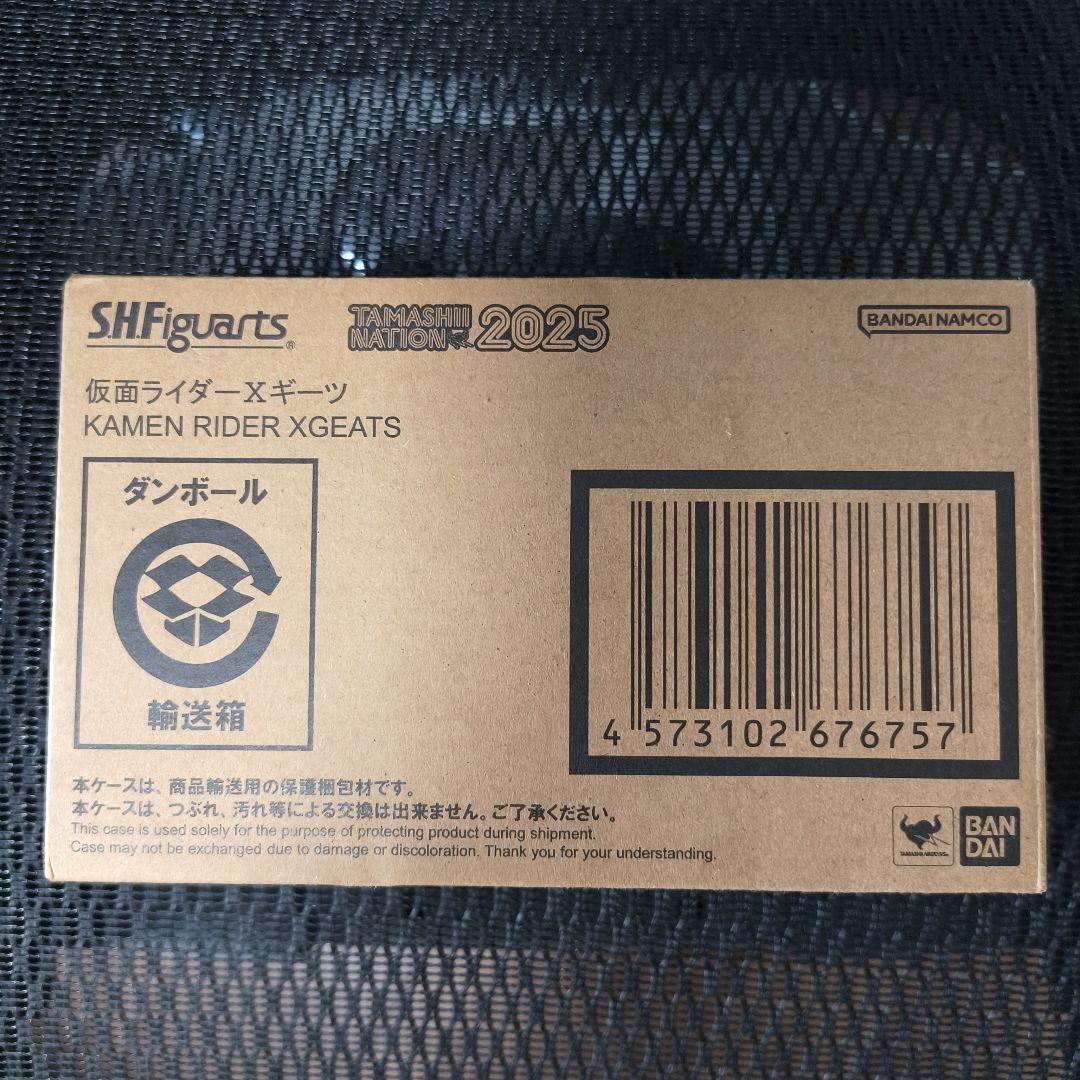 S.H.Figuarts®
TAMASHII NATION 2025
BANDAI NAMCO
仮面ライダーXギーツ
KAMEN RIDER XGEATS
ダンボール
輸送箱
4 573102 676757
本ケースは、商品輸送用の保護梱包材です。
本ケースは、つぶれ、汚れ等による交換は出来ません。ご了承ください。
This case is used solely for the purpose of protecting product during shipment.
Case may not be exchanged due to damage or discoloration. Thank you for your understanding.
TAMASHII NATIONS
BAN
DAI